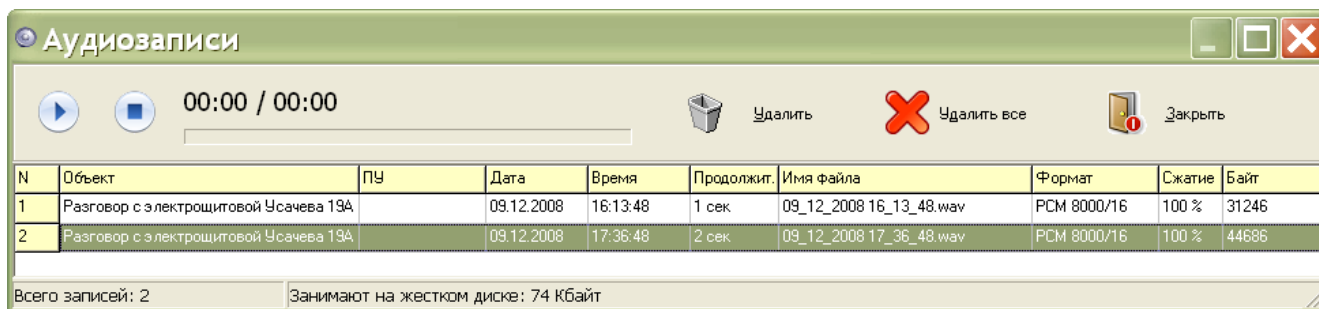 Аудиозаписи
00:00 / 00:00 Удалить Удалить все Закрыть
N Объект ПУ Дата Время Продолжит. Имя файла Формат Сжатие Байт
1 Разговор с электрощитовой Усачева 19А 09.12.2008 16:13:48 1 сек 09_12_2008 16_13_48.wav PCM 8000/16 100 % 31246
2 Разговор с электрощитовой Усачева 19А 09.12.2008 17:36:48 2 сек 09_12_2008 17_36_48.wav PCM 8000/16 100 % 44686
Всего записей: 2 Занимают на жестком диске: 74 Кбайт